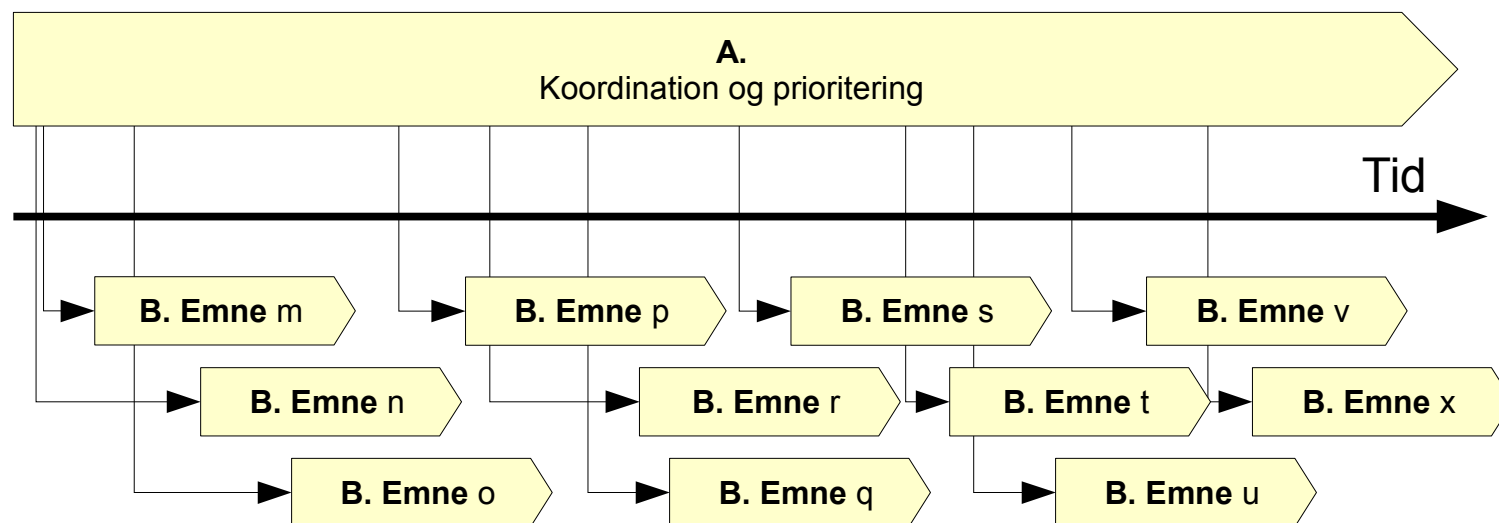 A.
Koordination og prioritering
Tid
B. Emne m
B. Emne p
B. Emne s
B. Emne v
B. Emne n
B. Emne r
B. Emne t
B. Emne x
B. Emne o
B. Emne q
B. Emne u